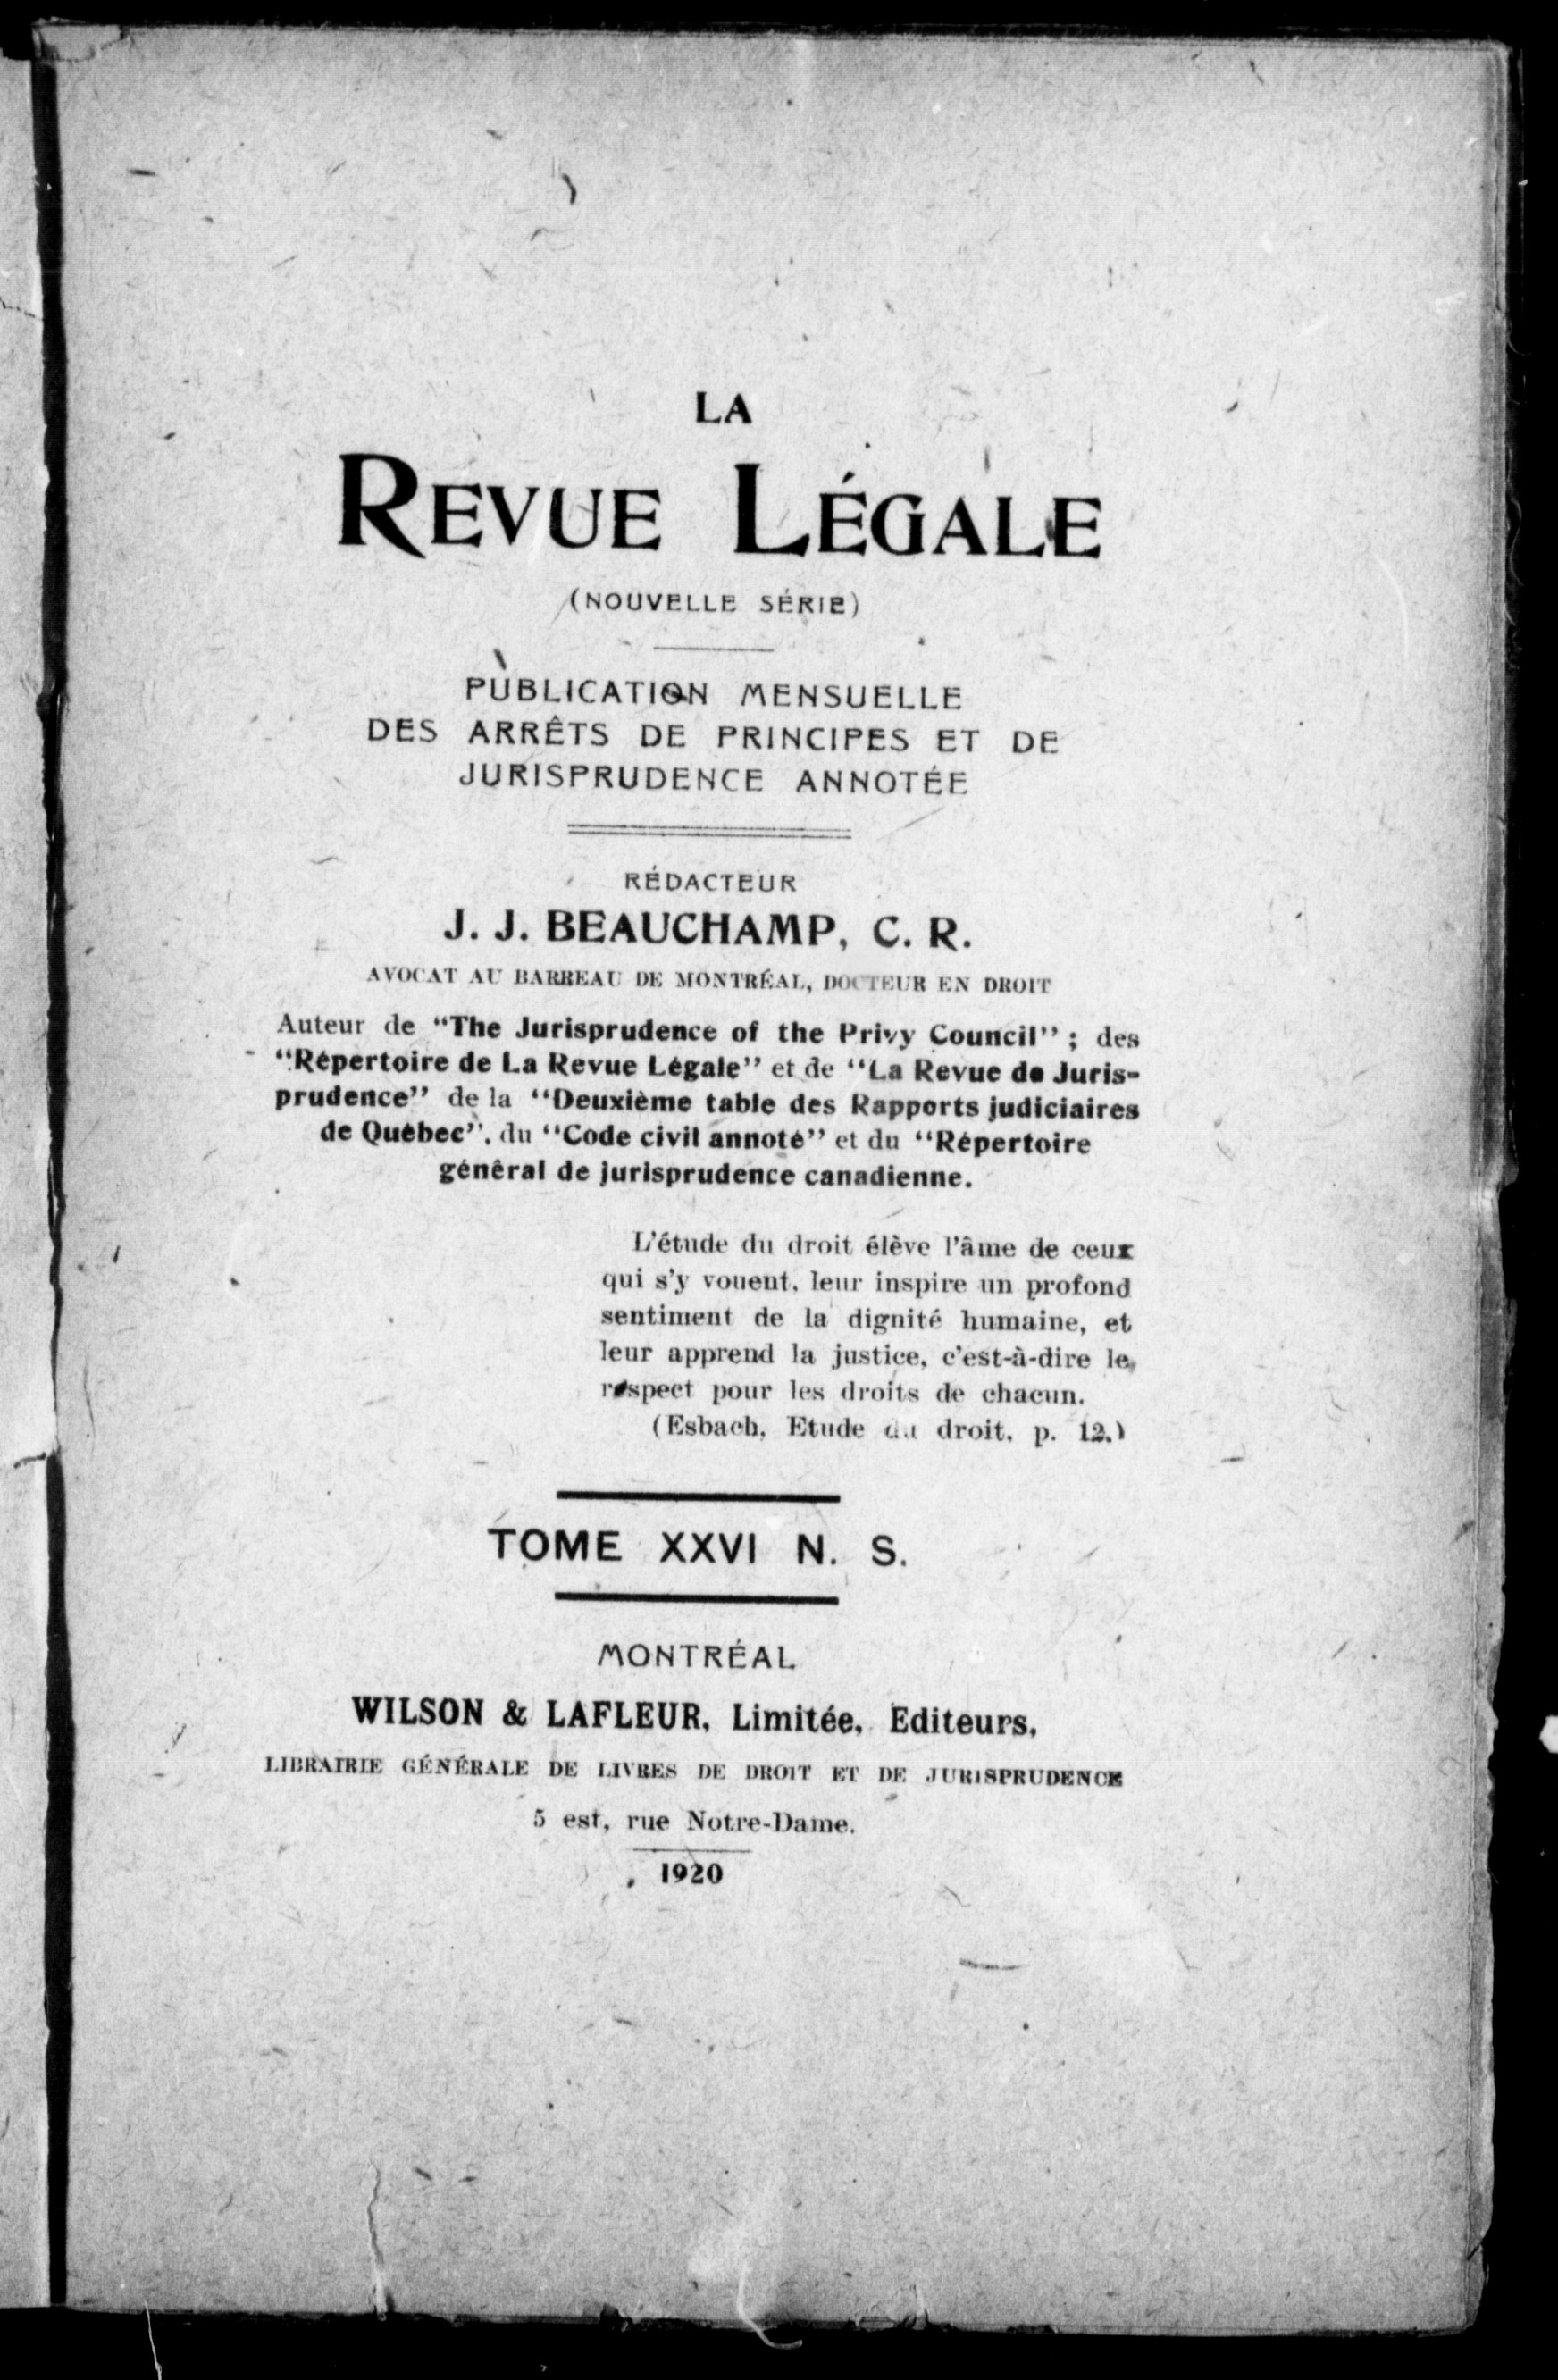 LA
REVUE LÉGALE
(NOUVELLE SÉRIE)
PUBLICATION MENSUELLE
DES ARRÊTS DE PRINCIPES ET DE
JURISPRUDENCE ANNOTÉE
RÉDACTEUR
J. J. BEAUCHAMP, C. R.
AVOCAT AU BARREAU DE MONTRÉAL, DOCTEUR EN DROIT
Auteur de "The Jurisprudence of the Privy Council" ; des
"Répertoire de La Revue Légale" et de "La Revue de Juris-
prudence" de la "Deuxième table des Rapports judiciaires
de Québec", du "Code civil annoté" et du "Répertoire
général de jurisprudence canadienne.
L'étude du droit élève l'âme de ceux
qui s'y vouent, leur inspire un profond
sentiment de la dignité humaine, et
leur apprend la justice, c'est-à-dire le
respect pour les droits de chacun.
(Esbach, Etude du droit, p. 12.)
TOME XXVI N. S.
MONTRÉAL
WILSON & LAFLEUR, Limitée, Editeurs,
LIBRAIRIE GÉNÉRALE DE LIVRES DE DROIT ET DE JURISPRUDENCE
5 est, rue Notre-Dame.
1920